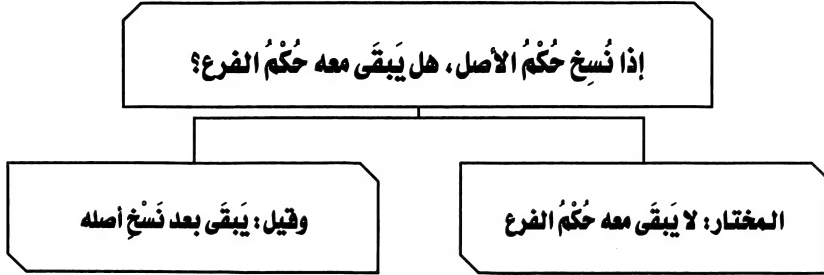 إذا نُسِخ حُكْمُ الأصل، هل يَبقَى معه حُكْمُ الفرع؟
المختار: لا يَبقَى معه حُكْمُ الفرع
وقيل: يَبقَى بعد نَسْخِ أصله